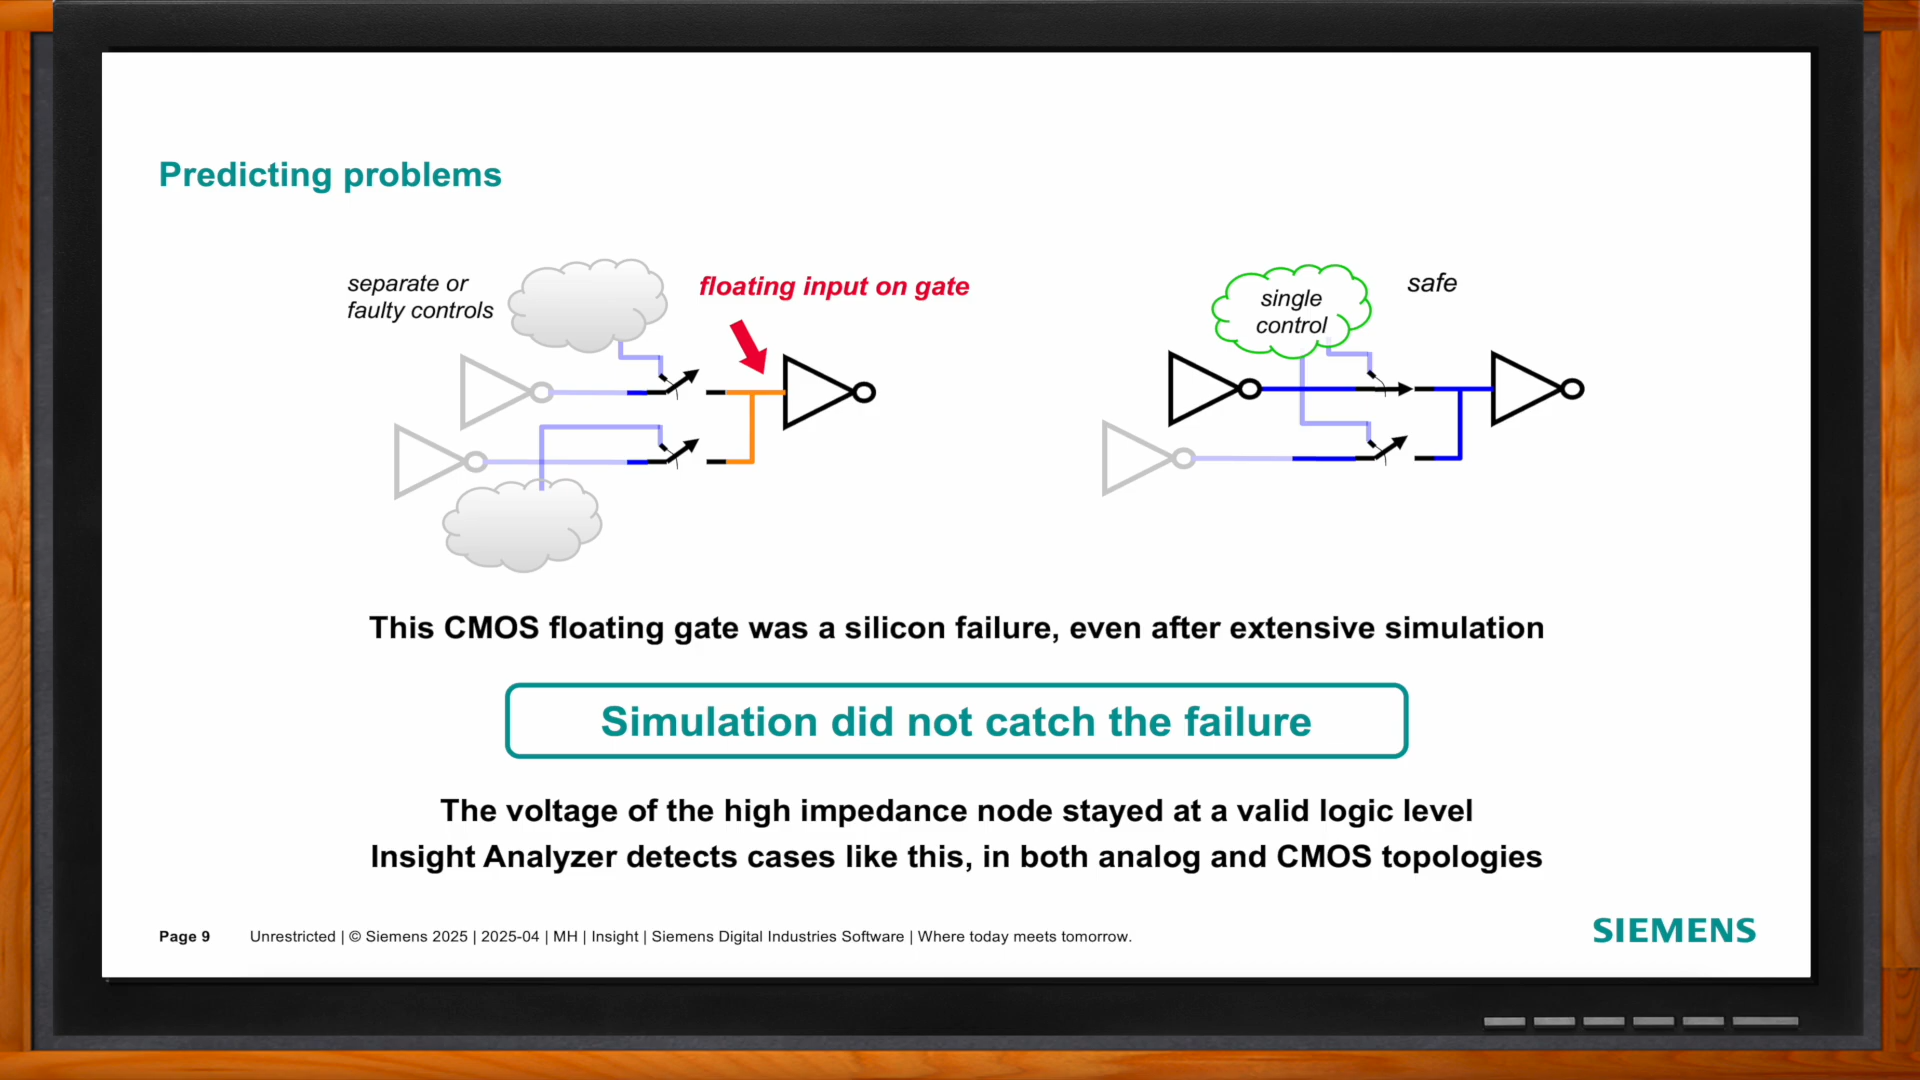 Predicting problems
separate or
faulty controls
floating input on gate
single
control
safe
This CMOS floating gate was a silicon failure, even after extensive simulation
Simulation did not catch the failure
The voltage of the high impedance node stayed at a valid logic level
Insight Analyzer detects cases like this, in both analog and CMOS topologies
Page 9 Unrestricted | © Siemens 2025 | 2025-04 | MH | Insight | Siemens Digital Industries Software | Where today meets tomorrow.
SIEMENS